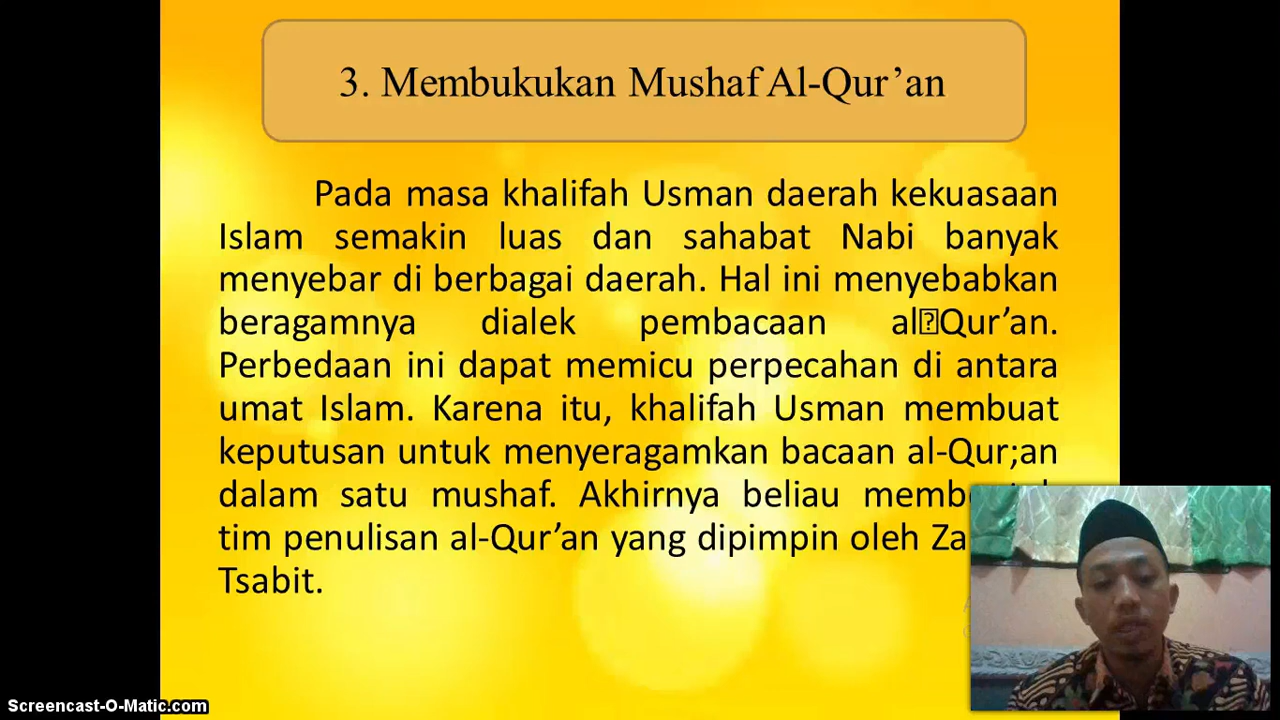 3. Membukukan Mushaf Al-Qur’an
Pada masa khalifah Usman daerah kekuasaan
Islam semakin luas dan sahabat Nabi banyak
menyebar di berbagai daerah. Hal ini menyebabkan
beragamnya dialek pembacaan al�Qur’an.
Perbedaan ini dapat memicu perpecahan di antara
umat Islam. Karena itu, khalifah Usman membuat
keputusan untuk menyeragamkan bacaan al-Qur;an
dalam satu mushaf. Akhirnya beliau
tim penulisan al-Qur’an yang dipimpin oleh
Tsabit.
Screencast-O-Matic.com